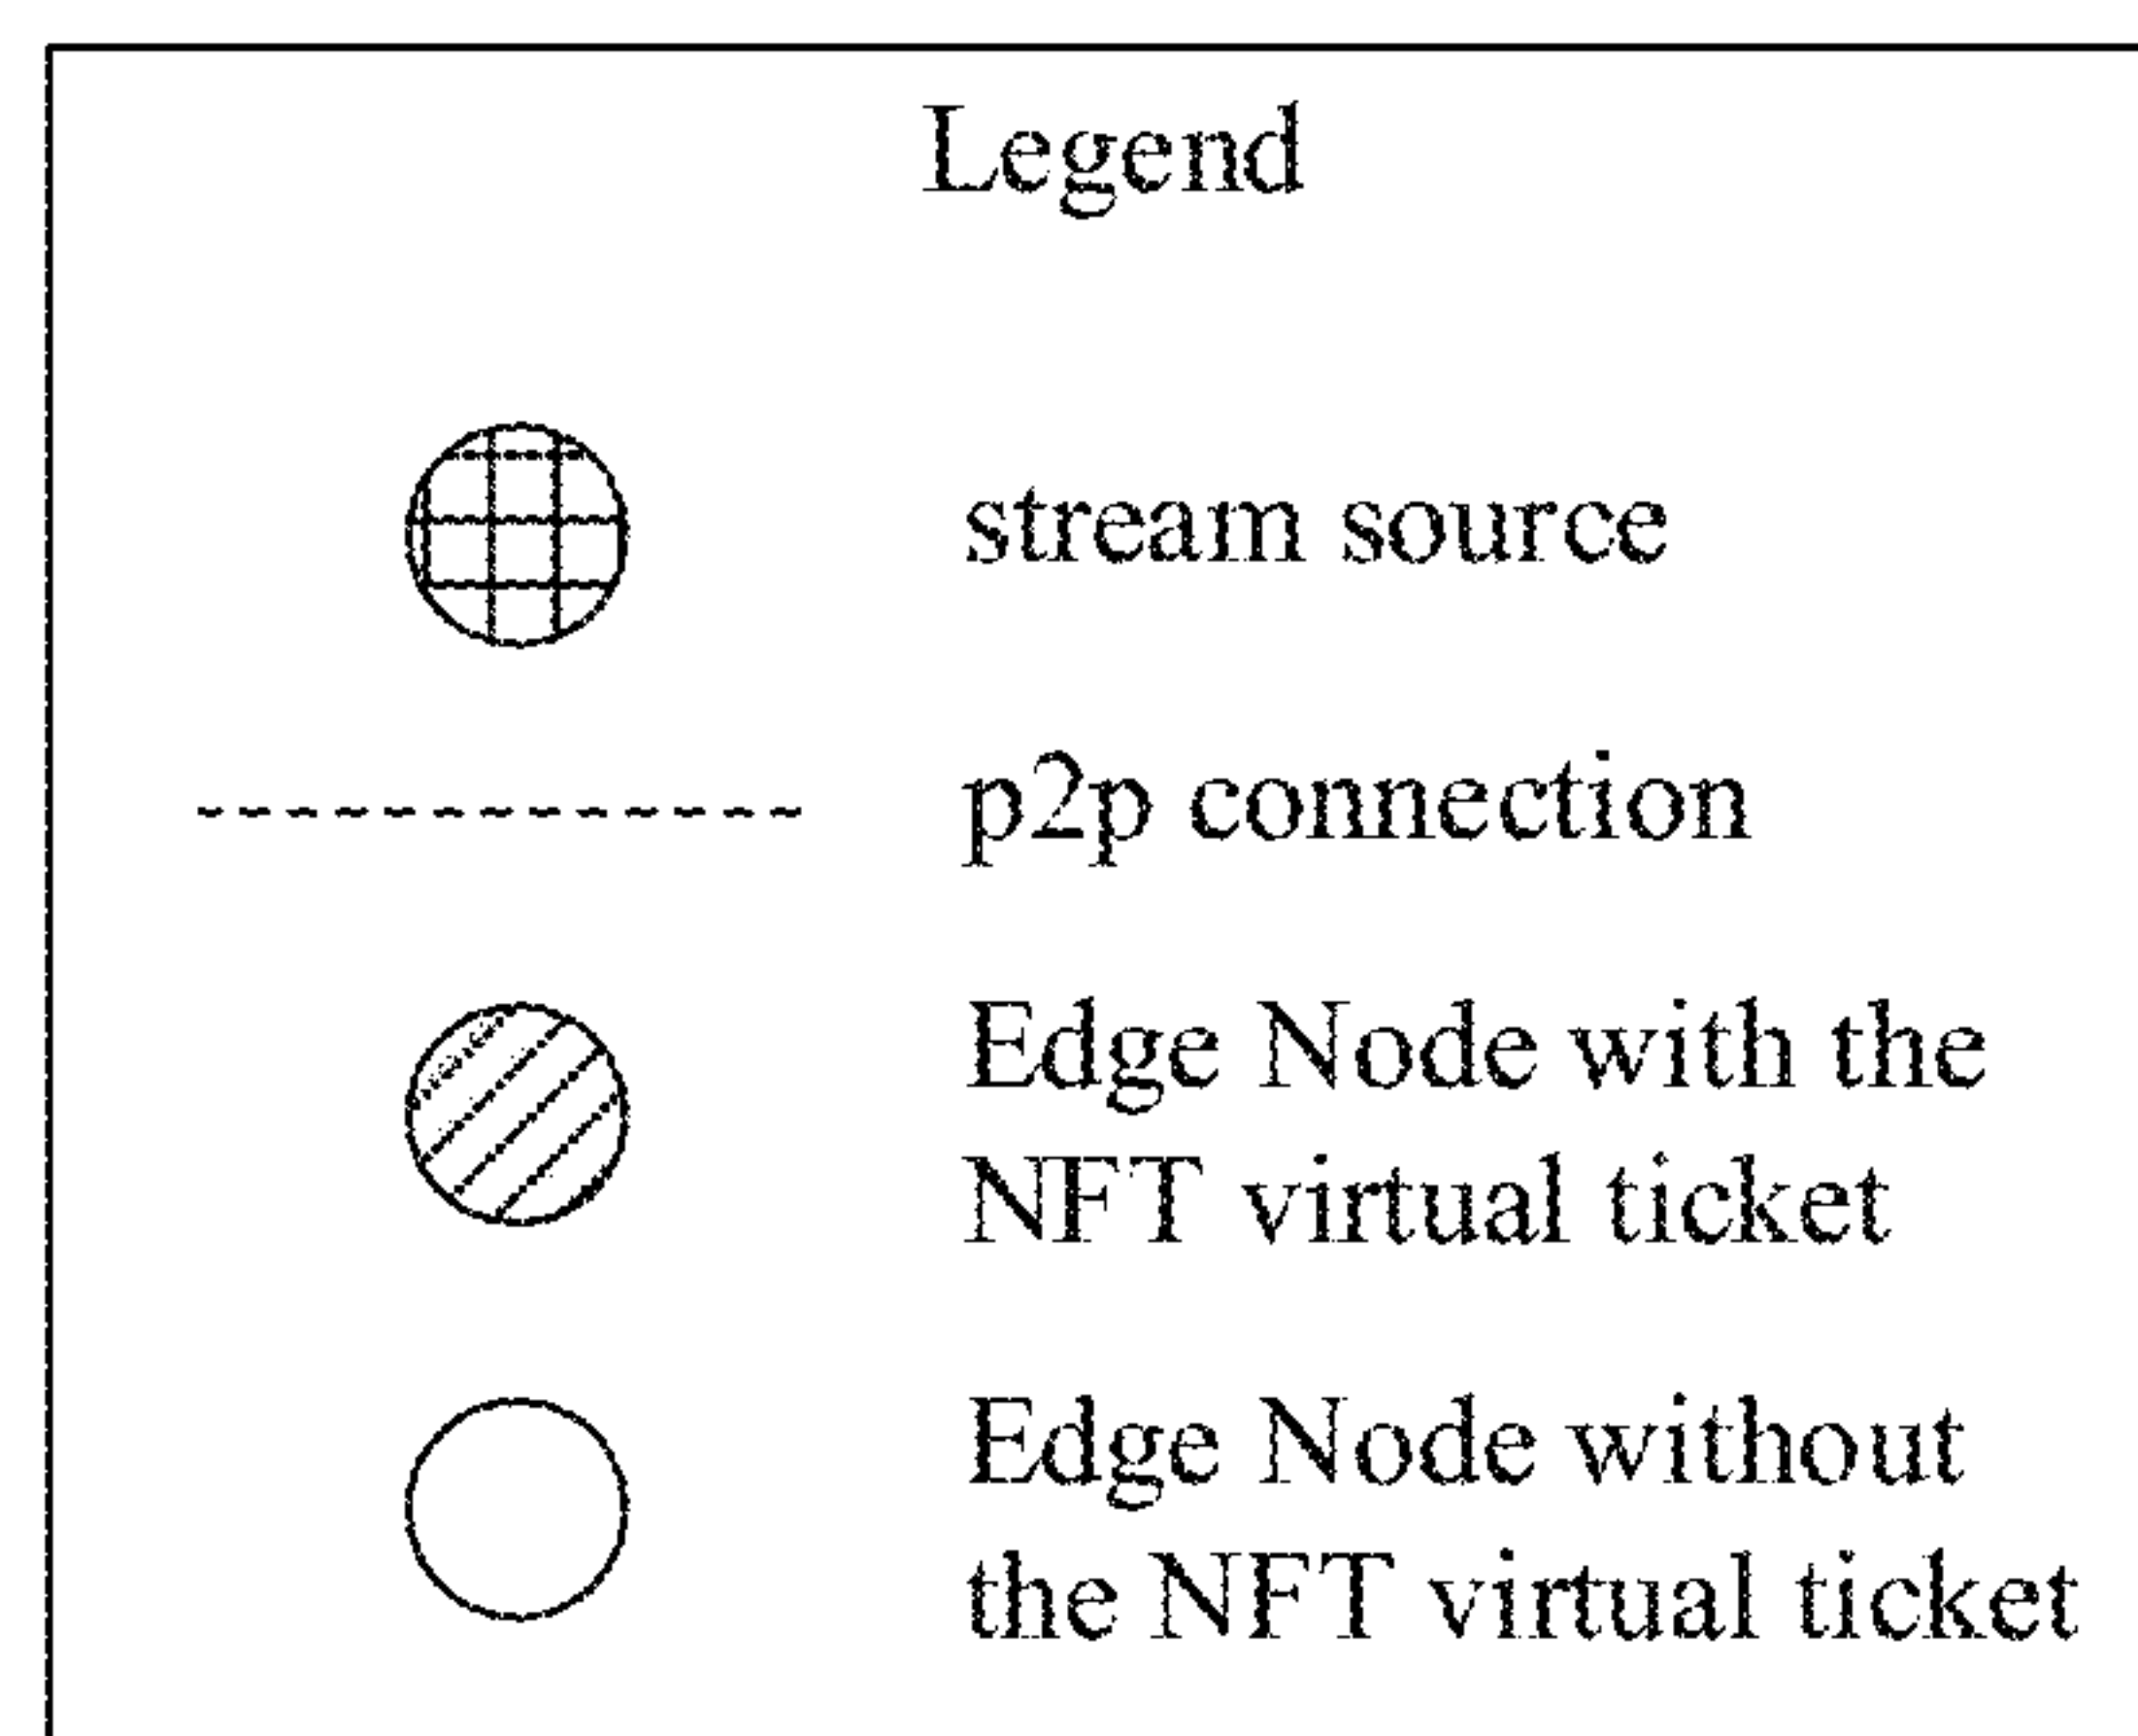 Legend
stream source
p2p connection
Edge Node with the
NFT virtual ticket
Edge Node without
the NFT virtual ticket